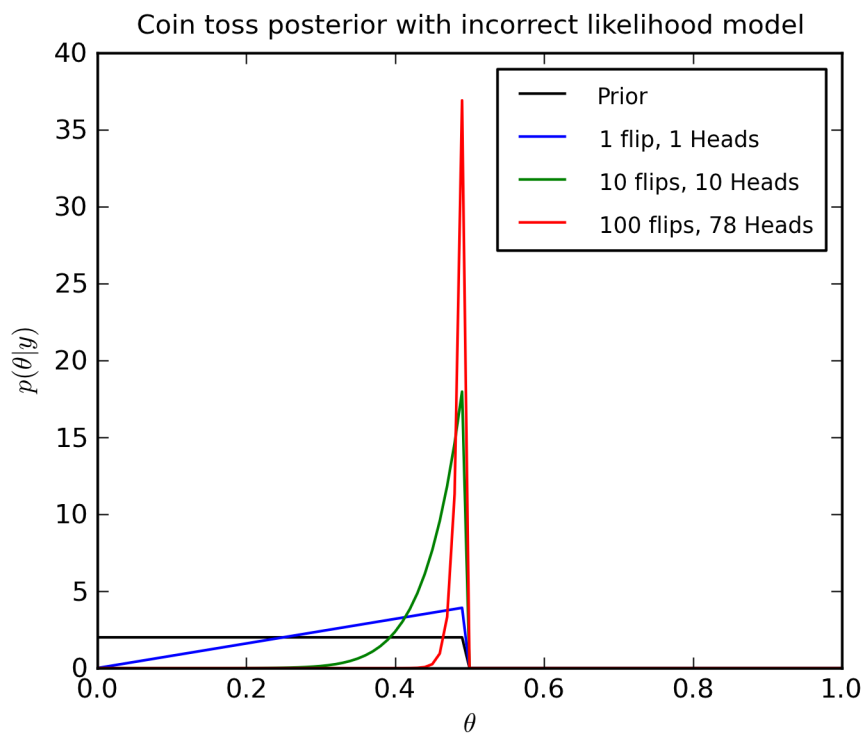 Coin toss posterior with incorrect likelihood model
40
35
30
25
20
15
10
5
0
p(θ|y)
Prior
1 flip, 1 Heads
10 flips, 10 Heads
100 flips, 78 Heads
0.0 0.2 0.4 0.6 0.8 1.0
θ